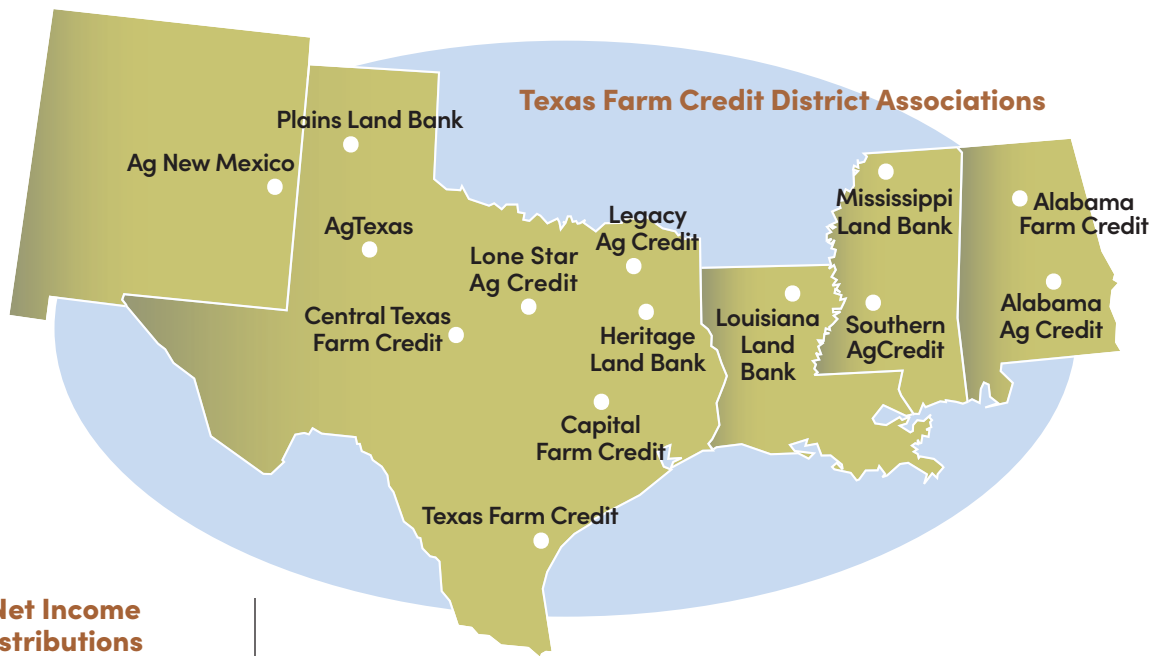 Texas Farm Credit District Associations
Plains Land Bank
Ag New Mexico
AgTexas
Lone Star
Ag Credit
Legacy
Ag Credit
Central Texas
Farm Credit
Heritage
Land Bank
Capital
Farm Credit
Texas Farm Credit
Louisiana
Land
Bank
Mississippi
Land Bank
Southern
AgCredit
Alabama
Farm Credit
Alabama
Ag Credit
Net Income